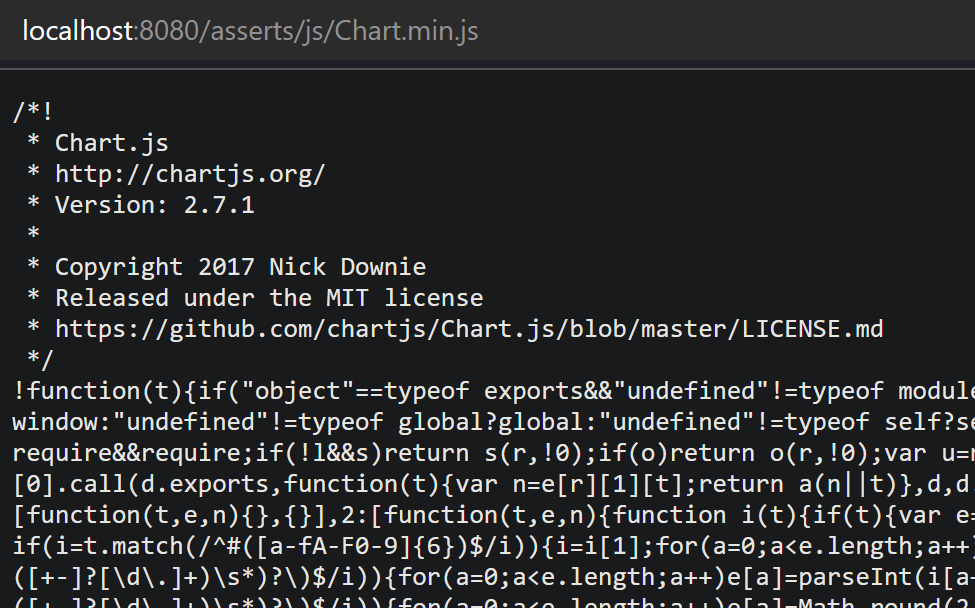 localhost:8080/asserts/js/Chart.min.js
/*!
 * Chart.js
 * http://chartjs.org/
 * Version: 2.7.1
 *
 * Copyright 2017 Nick Downie
 * Released under the MIT license
 * https://github.com/chartjs/Chart.js/blob/master/LICENSE.md
 */
!function(t){if("object"==typeof exports&&"undefined"!=typeof module
window:"undefined"!=typeof global?global:"undefined"!=typeof self?se
require&&require;if(!l&&s)return s(r,!0);if(o)return o(r,!0);var u=n
[0].call(d.exports,function(t){var n=e[r][1][t];return a(n||t)},d,d.
[function(t,e,n){},{}],2:[function(t,e,n){function i(t){if(t){var e=
if(i=t.match(/^#([a-fA-F0-9]{6})$/i)){i=i[1];for(a=0;a<e.length;a++)
([+-]?[\d\.]+)\s*)?\)$/i)){for(a=0;a<e.length;a++)e[a]=parseInt(i[a+